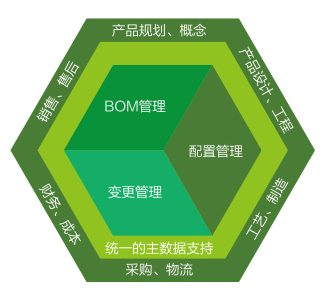 产品规划、概念
产品设计、工程
销售、售后
BOM管理
配置管理
变更管理
财务、成本
工艺、制造
统一的主数据支持
采购、物流